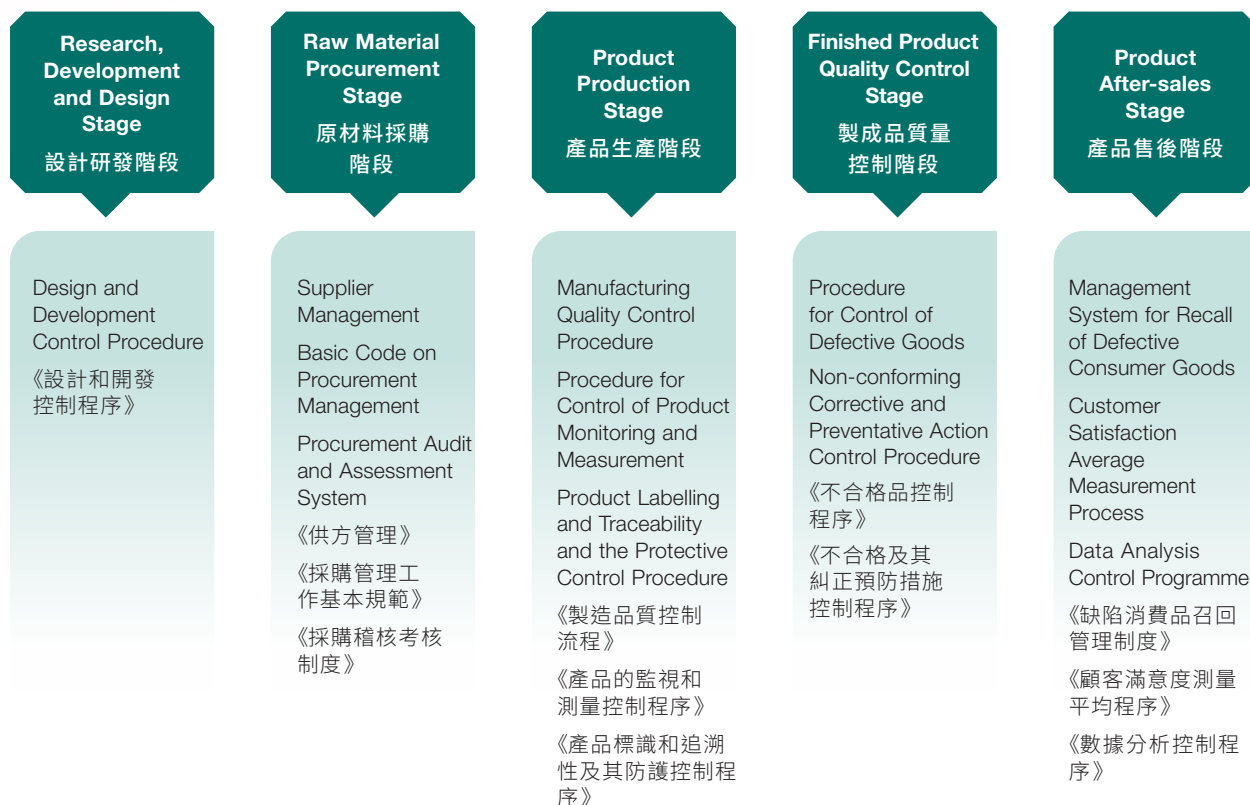 Research,
Development
and Design
Stage
設計研發階段
Design and
Development
Control Procedure
《設計和開發
控制程序》
Raw Material
Procurement
Stage
原材料採購
階段
Supplier
Management
Basic Code on
Procurement
Management
Procurement Audit
and Assessment
System
《供方管理》
《採購管理工
作基本規範》
《採購稽核考核
制度》
Product
Production
Stage
產品生產階段
Manufacturing
Quality Control
Procedure
Procedure for
Control of Product
Monitoring and
Measurement
Product Labelling
and Traceability
and the Protective
Control Procedure
《製造品質控制
流程》
《產品的監視和
測量控制程序》
《產品標識和追溯
性及其防護控制程
序》
Finished Product
Quality Control
Stage
製成品質量
控制階段
Procedure
for Control of
Defective Goods
Non-conforming
Corrective and
Preventative Action
Control Procedure
《不合格品控制
程序》
《不合格及其
糾正預防措施
控制程序》
Product
After-sales
Stage
產品售後階段
Management
System for Recall
of Defective
Consumer Goods
Customer
Satisfaction
Average
Measurement
Process
Data Analysis
Control Programme
《缺陷消費品召回
管理制度》
《顧客滿意度測量
平均程序》
《數據分析控制程
序》